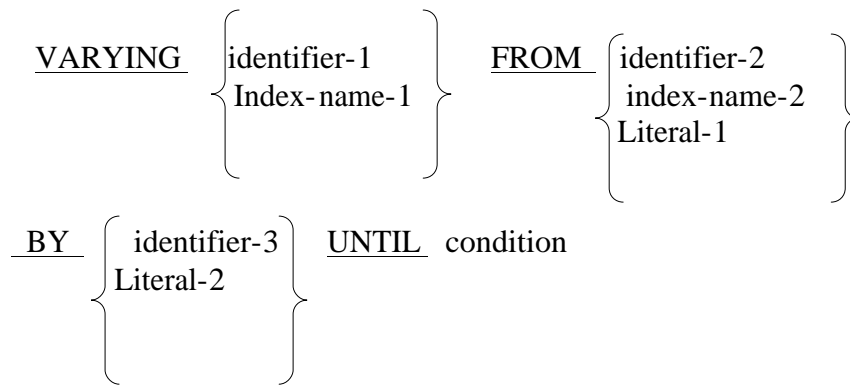 VARYING identifier-1 FROM identifier-2
Index-name-1 index-name-2
Literal-1
BY identifier-3 UNTIL condition
Literal-2